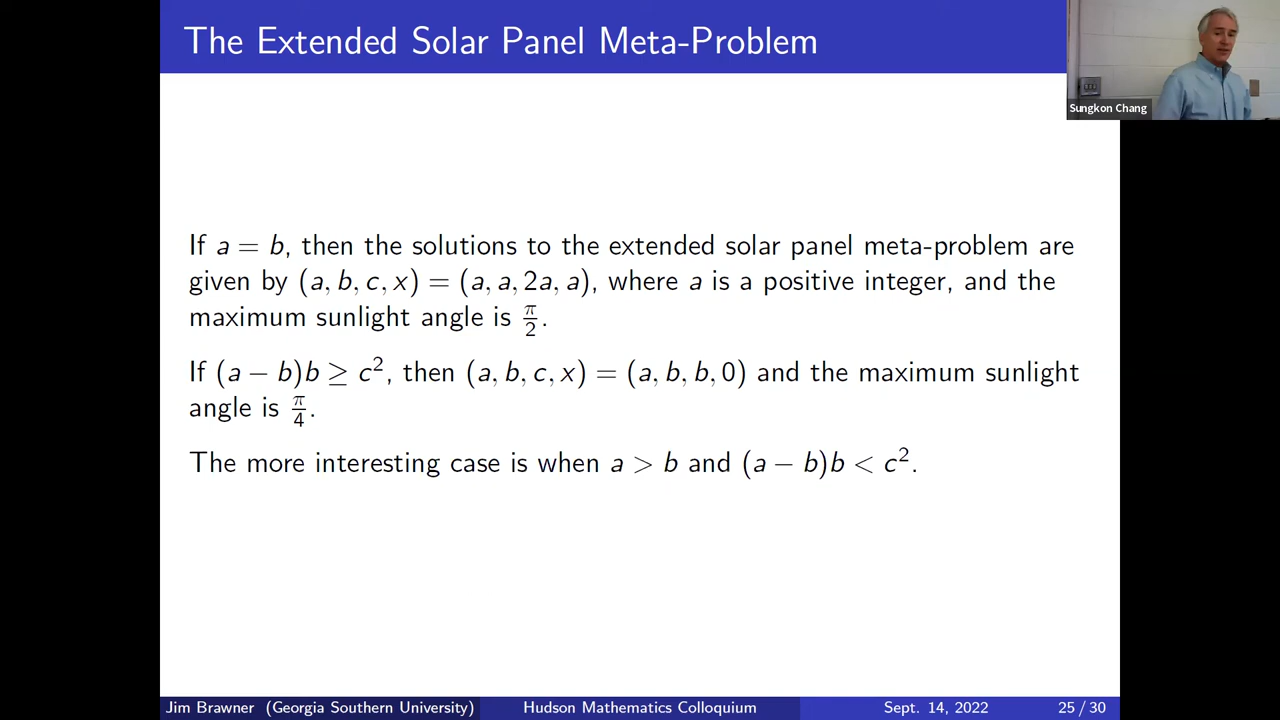 The Extended Solar Panel Meta-Problem
Sungkon Chang
If a = b, then the solutions to the extended solar panel meta-problem are
given by (a, b, c, x) = (a, a, 2a, a), where a is a positive integer, and the
maximum sunlight angle is π/2.
If (a − b)b ≥ c², then (a, b, c, x) = (a, b, b, 0) and the maximum sunlight
angle is π/4.
The more interesting case is when a > b and (a − b)b < c².
Jim Brawner (Georgia Southern University) Hudson Mathematics Colloquium Sept. 14, 2022 25 / 30